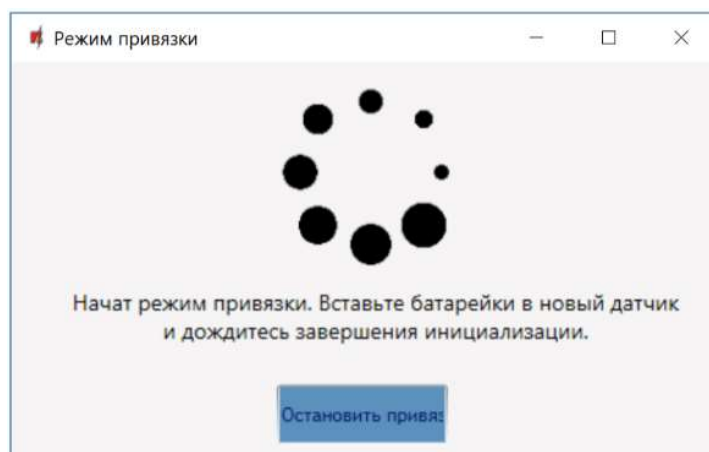 Режим привязки
Начат режим привязки. Вставьте батарейки в новый датчик
и дождитесь завершения инициализации.
Остановить привяз